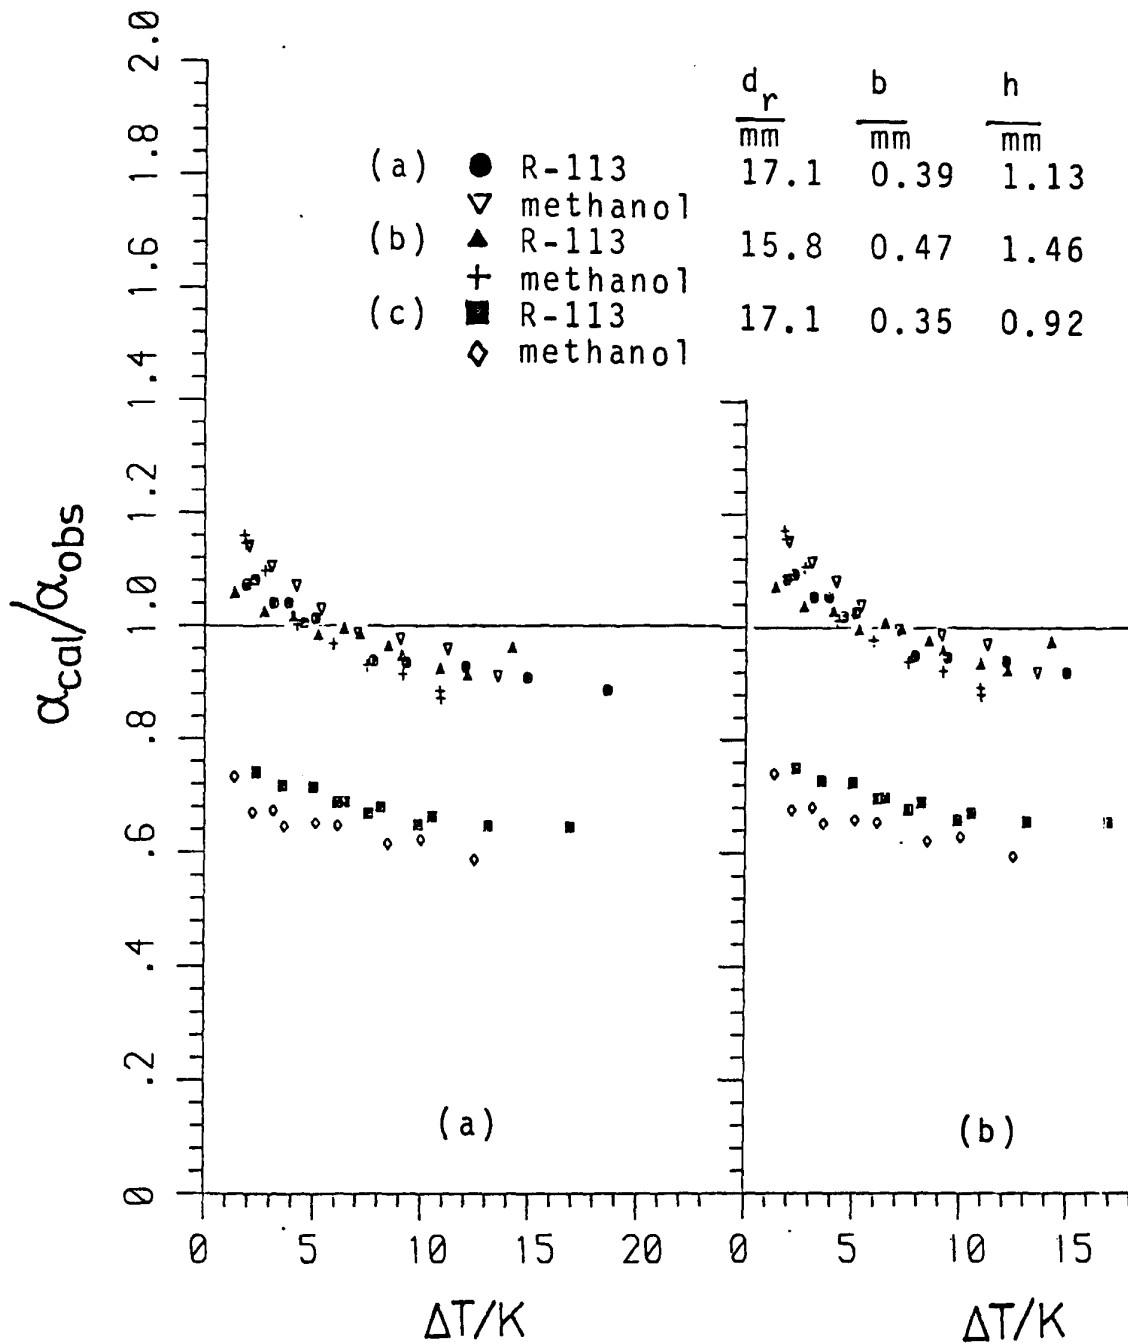 d_r b h
mm mm mm
(a) ● R-113 17.1 0.39 1.13
▽ methanol
(b) ▲ R-113 15.8 0.47 1.46
+ methanol
(c) ■ R-113 17.1 0.35 0.92
◇ methanol
αcal/αobs
2.0
1.8
1.6
1.4
1.2
1.0
.8
.6
.4
.2
0
(a) (b)
0 5 10 15 20 0 5 10 15
ΔT/K ΔT/K